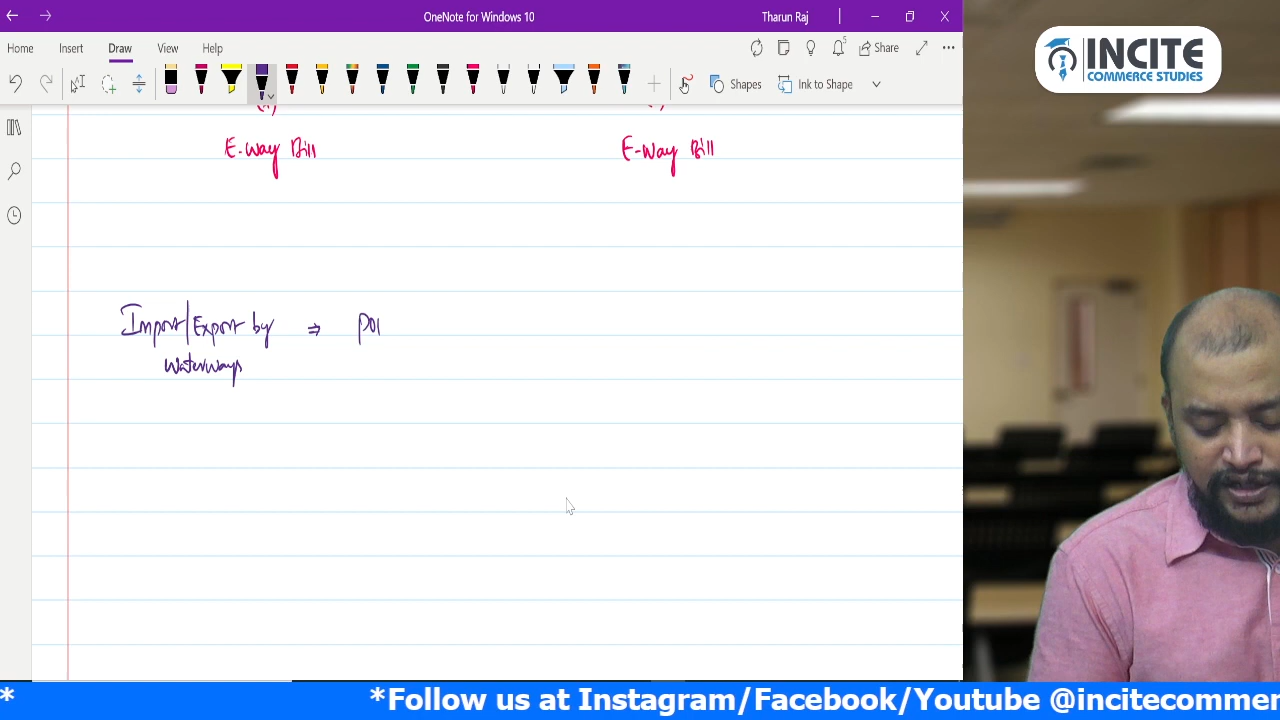 OneNote for Windows 10
Tharun Raj
Home Insert Draw View Help
5
Share
Shapes
Ink to Shape
INCITE
COMMERCE STUDIES
E-Way Bill
E-Way Bill
Import/Export by ⇒ POI
Waterways
* *Follow us at Instagram/Facebook/Youtube @incitecommer